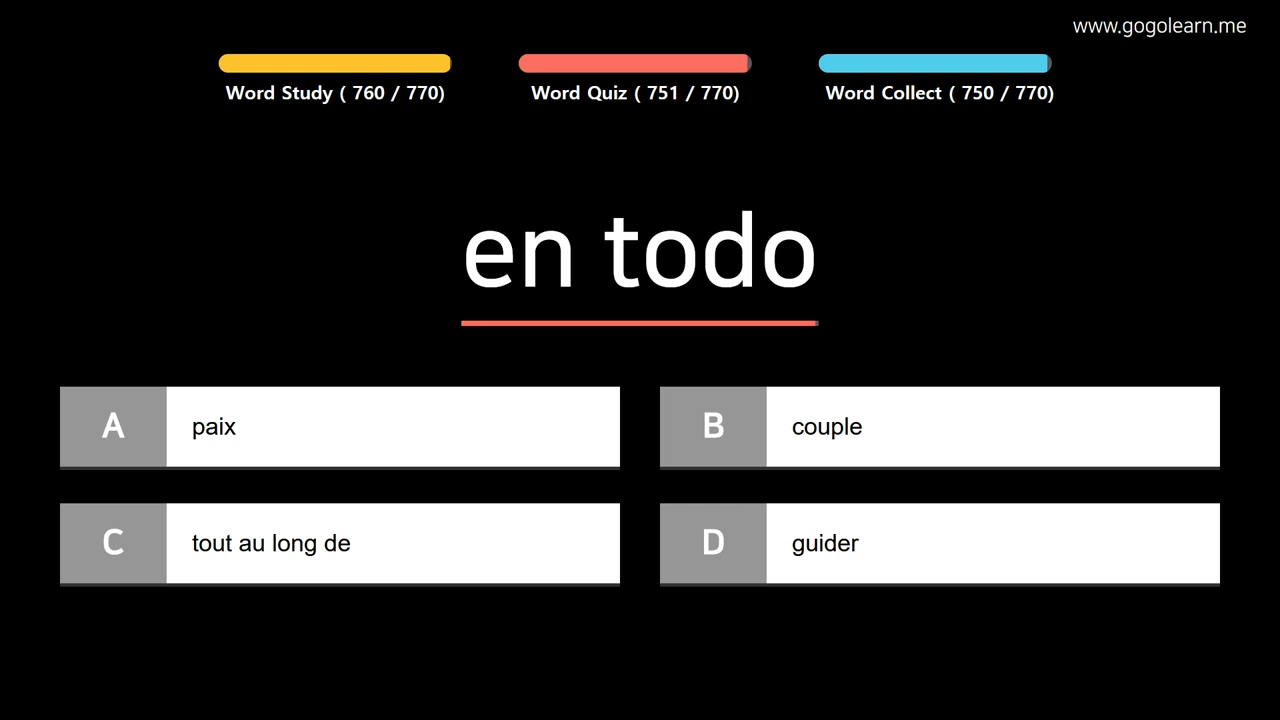 www.gogolearn.me
Word Study ( 760 / 770)
Word Quiz ( 751 / 770)
Word Collect ( 750 / 770)
en todo
A paix
B couple
C tout au long de
D guider